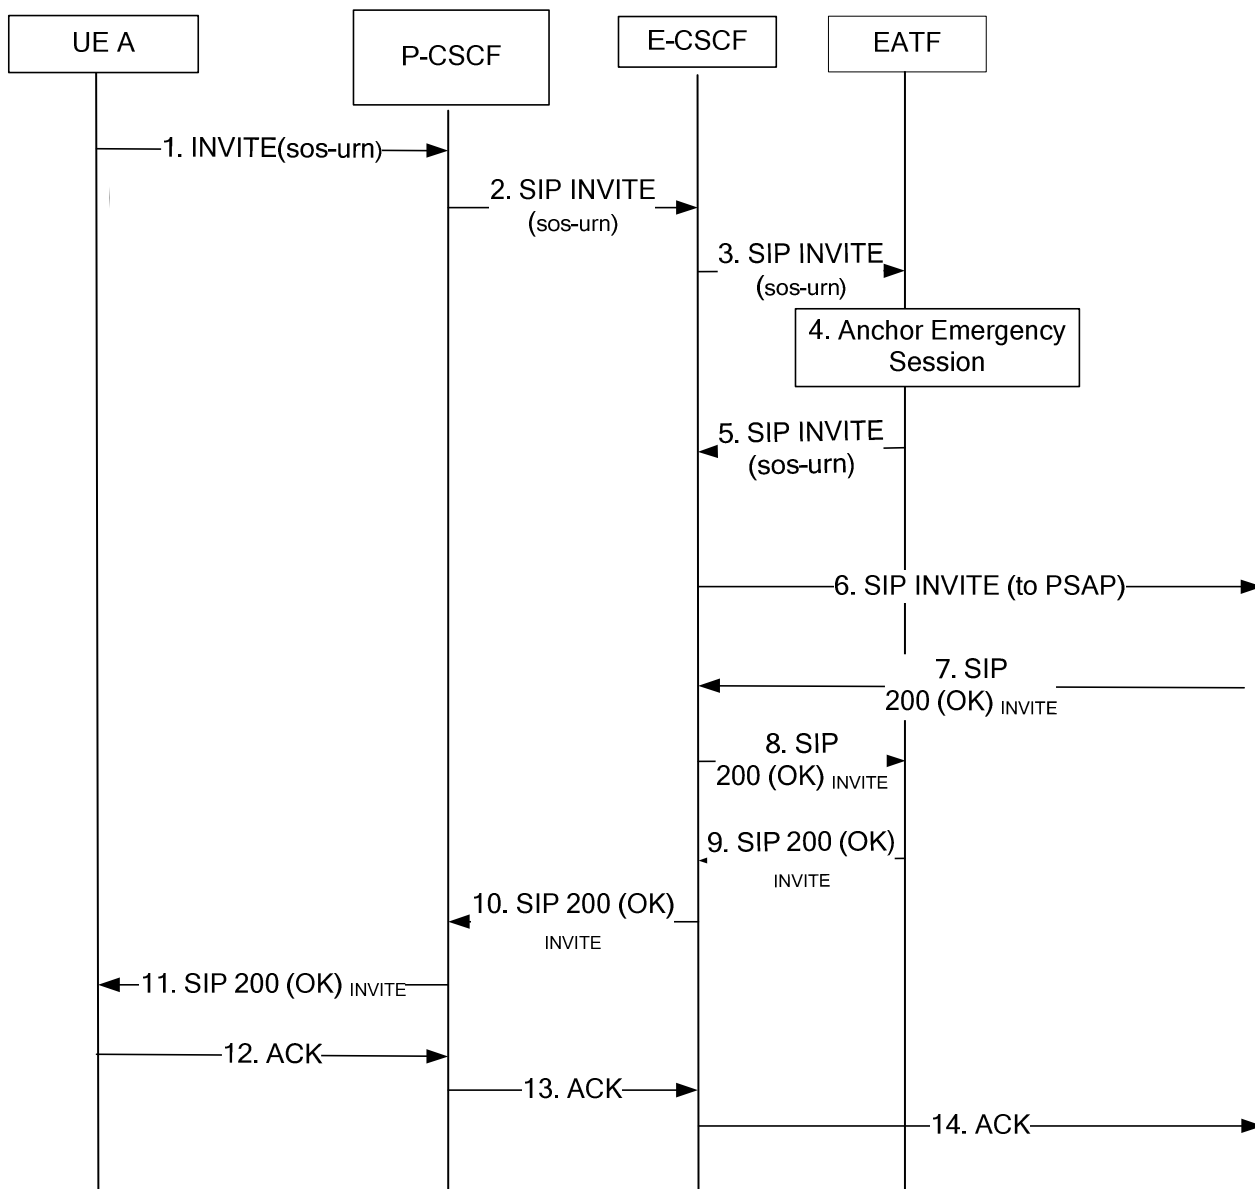 UE A
P-CSCF
E-CSCF
EATF
1. INVITE(sos-urn)
2. SIP INVITE
(sos-urn)
3. SIP INVITE
(sos-urn)
4. Anchor Emergency
Session
5. SIP INVITE
(sos-urn)
6. SIP INVITE (to PSAP)
7. SIP
200 (OK) INVITE
8. SIP
200 (OK) INVITE
9. SIP 200 (OK)
INVITE
10. SIP 200 (OK)
INVITE
11. SIP 200 (OK) INVITE
12. ACK
13. ACK
14. ACK